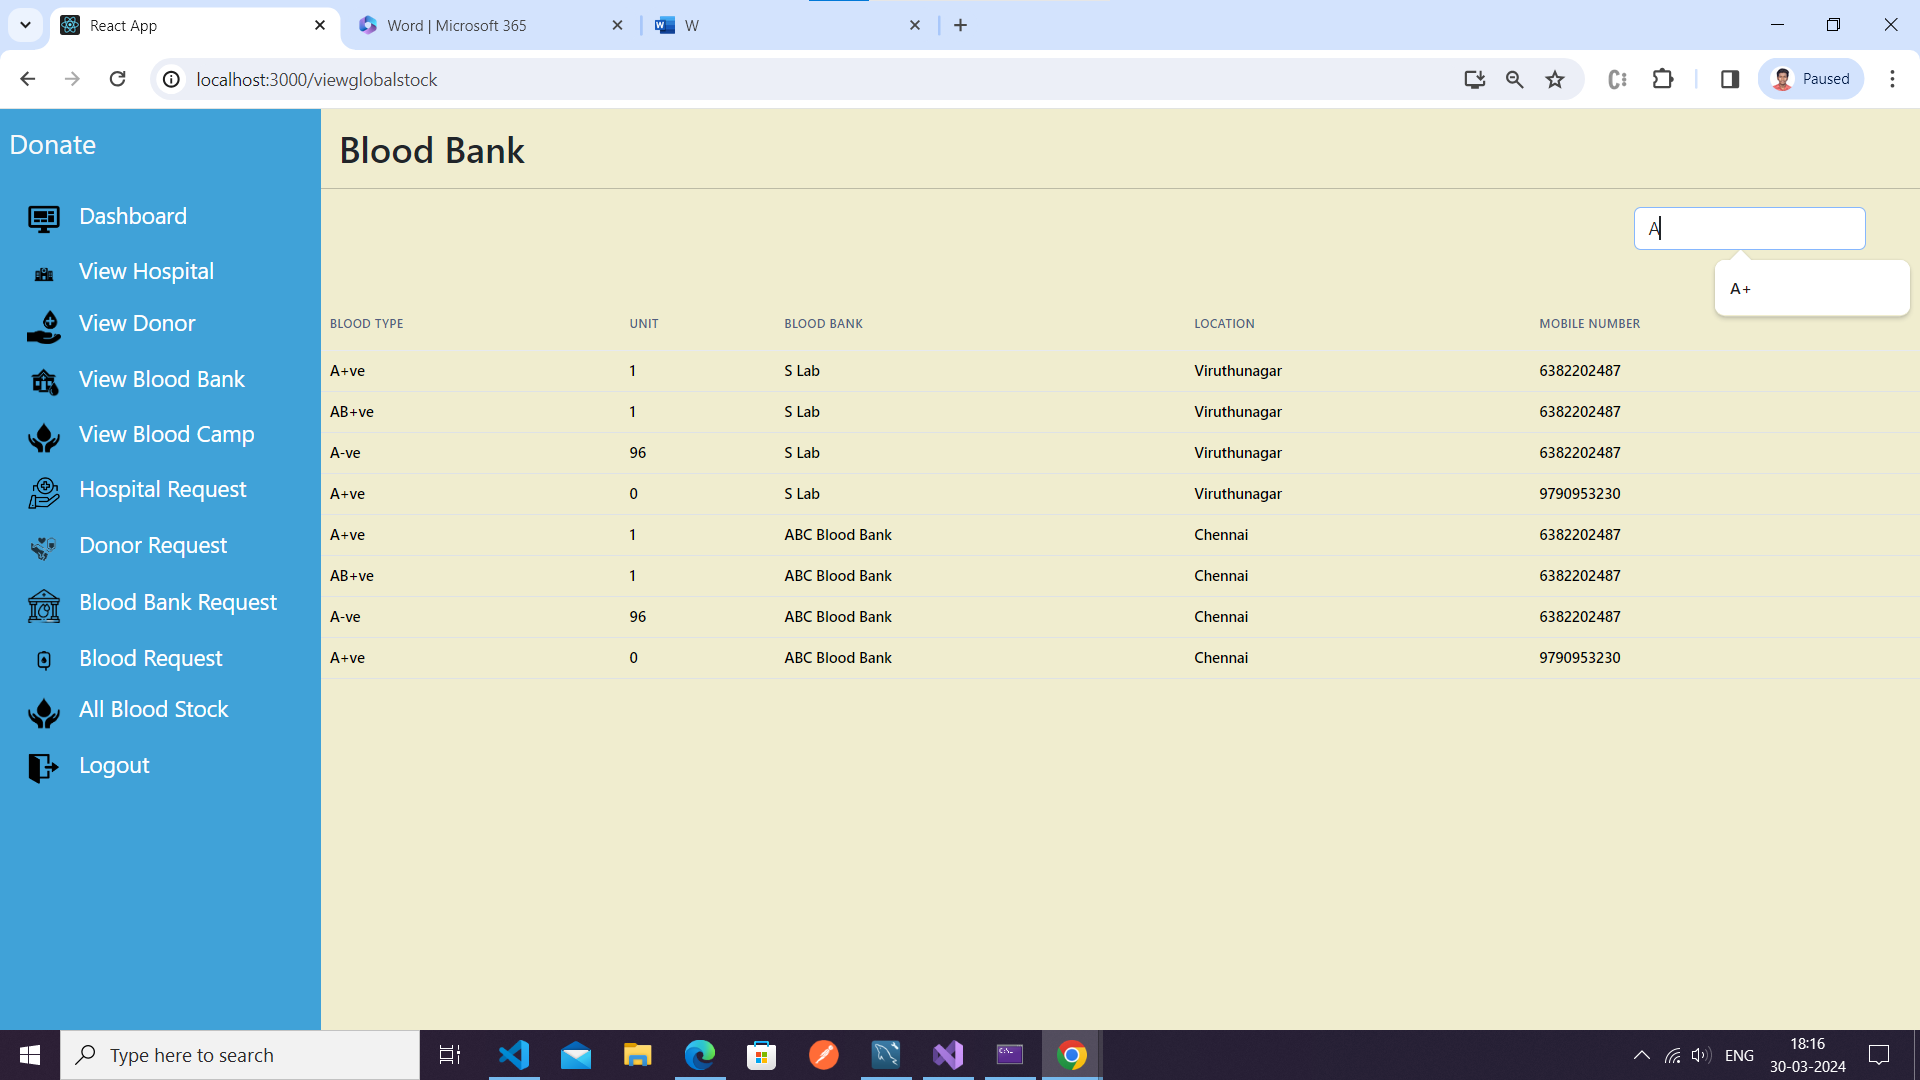 React App
Word | Microsoft 365
W
localhost:3000/viewglobalstock
Paused
Donate
Blood Bank
Dashboard
A
View Hospital
A+
View Donor
BLOOD TYPE UNIT BLOOD BANK LOCATION MOBILE NUMBER
A+ve 1 S Lab Viruthunagar 6382202487
View Blood Bank
AB+ve 1 S Lab Viruthunagar 6382202487
View Blood Camp
A-ve 96 S Lab Viruthunagar 6382202487
Hospital Request
A+ve 0 S Lab Viruthunagar 9790953230
A+ve 1 ABC Blood Bank Chennai 6382202487
Donor Request
AB+ve 1 ABC Blood Bank Chennai 6382202487
Blood Bank Request
A-ve 96 ABC Blood Bank Chennai 6382202487
Blood Request
A+ve 0 ABC Blood Bank Chennai 9790953230
All Blood Stock
Logout
Type here to search
ENG
18:16
30-03-2024